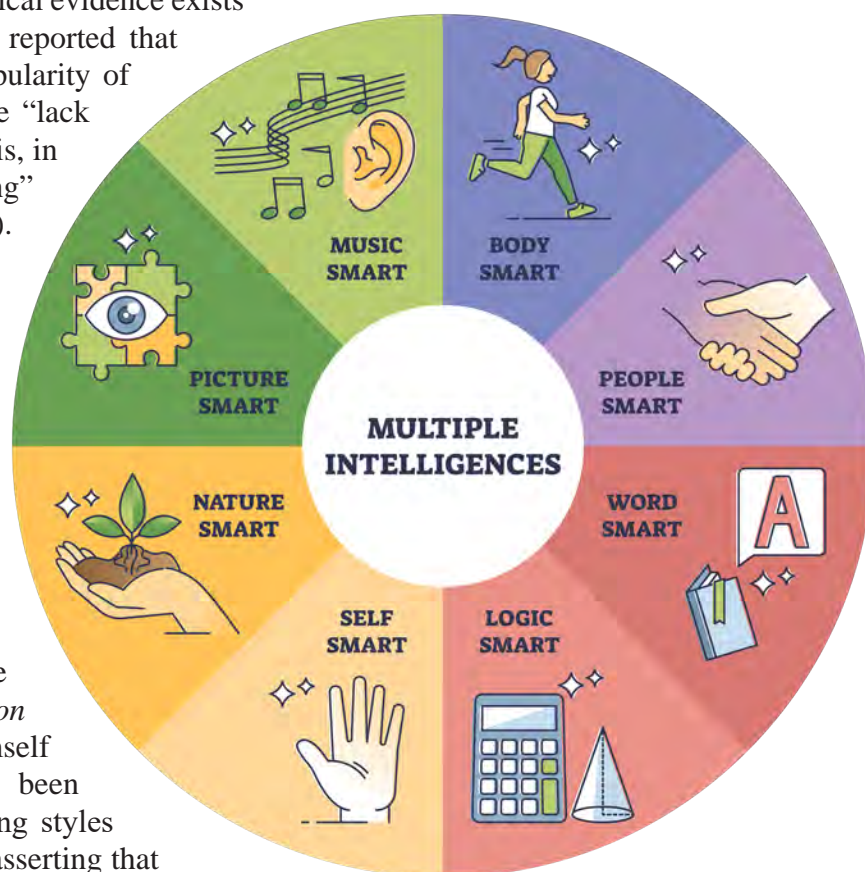 ical evidence exists
reported that
pularity of
e “lack
is, in
ng”
).
MUSIC
SMART
BODY
SMART
PICTURE
SMART
PEOPLE
SMART
MULTIPLE
INTELLIGENCES
NATURE
SMART
WORD
SMART
A
SELF
SMART
LOGIC
SMART
e
on
nself
been
ng styles
asserting that